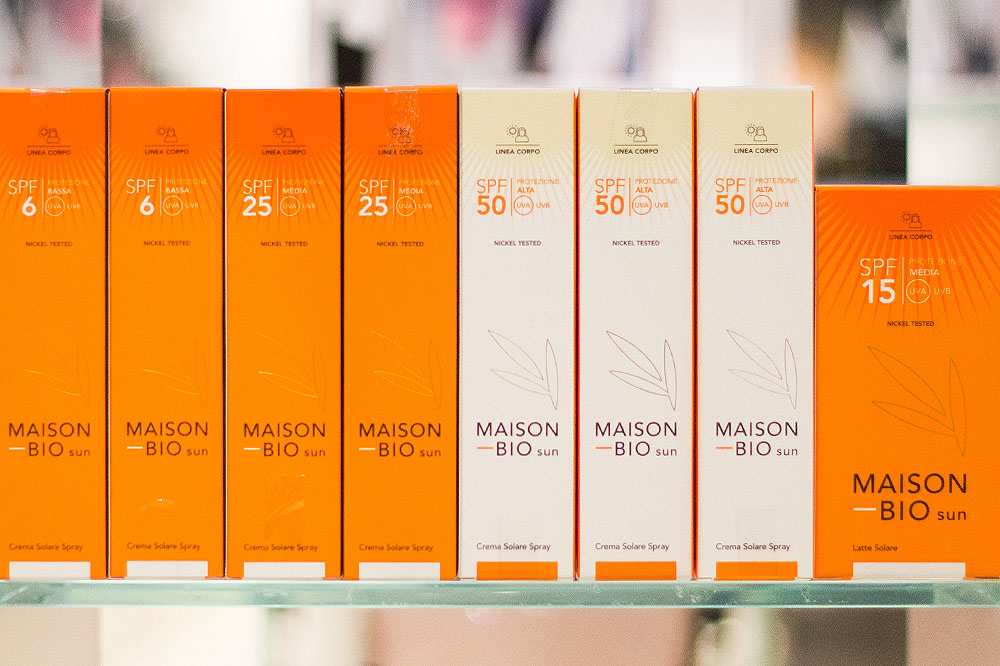 LINEA CORPO
SPF
6
PROTEZIONE
BASSA
UVA UVB
NICKEL TESTED
MAISON
BIO sun
Crema Solare Spray
LINEA CORPO
SPF
6
PROTEZIONE
BASSA
UVA UVB
NICKEL TESTED
MAISON
BIO sun
Crema Solare Spray
LINEA CORPO
SPF
25
PROTEZIONE
MEDIA
UVA UVB
NICKEL TESTED
MAISON
BIO sun
Crema Solare Spray
LINEA CORPO
SPF
25
PROTEZIONE
MEDIA
UVA UVB
NICKEL TESTED
MAISON
BIO sun
Crema Solare Spray
LINEA CORPO
SPF
50
PROTEZIONE
ALTA
UVA UVB
NICKEL TESTED
MAISON
BIO sun
Crema Solare Spray
LINEA CORPO
SPF
50
PROTEZIONE
ALTA
UVA UVB
NICKEL TESTED
MAISON
BIO sun
Crema Solare Spray
LINEA CORPO
SPF
50
PROTEZIONE
ALTA
UVA UVB
NICKEL TESTED
MAISON
BIO sun
Crema Solare Spray
LINEA CORPO
SPF
15
PROTEZIONE
MEDIA
UVA UVB
NICKEL TESTED
MAISON
BIO sun
Latte Solare